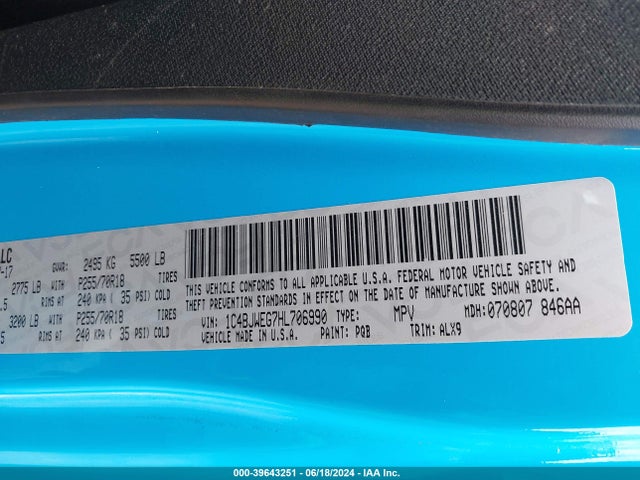 LC
-17
GVWR: 2495 KG 5500 LB
2775 LB WITH P255/70R18 TIRES
.5 RIMS AT 240 KPA ( 35 PSI) COLD
3200 LB WITH P255/70R18 TIRES
RIMS AT 240 KPA ( 35 PSI) COLD
THIS VEHICLE CONFORMS TO ALL APPLICABLE U.S.A. FEDERAL MOTOR VEHICLE SAFETY AND
THEFT PREVENTION STANDARDS IN EFFECT ON THE DATE OF MANUFACTURE SHOWN ABOVE.
VIN: 1C4BJWEG7HL706990 TYPE: MPV MDH: 070807 846AA
VEHICLE MADE IN U.S.A. PAINT: PQB TRIM: ALX9
000-39643251 - 06/18/2024 - IAA Inc.